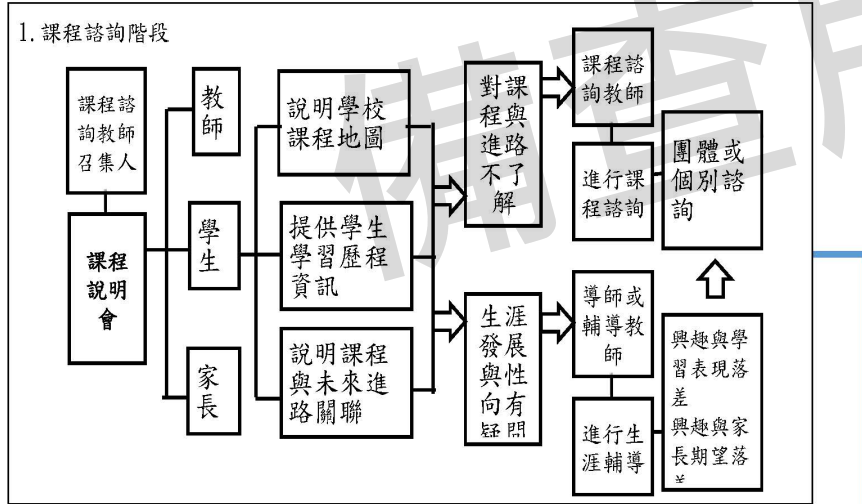 1. 課程諮詢階段
課程諮
詢教師
召集人
課程
說明
會
教
師
學
生
家
長
說明學校
課程地圖
提供學生
學習歷程
資訊
說明課程
與未來進
路關聯
對課
程與
進路
不了
解
生涯
發展
與性
向有
疑問
課程諮
詢教師
進行課
程諮詢
團體或
個別諮
詢
導師或
輔導教
師
進行生
涯輔導
興趣與學
習表現落
差
興趣與家
長期望落
差
備查用